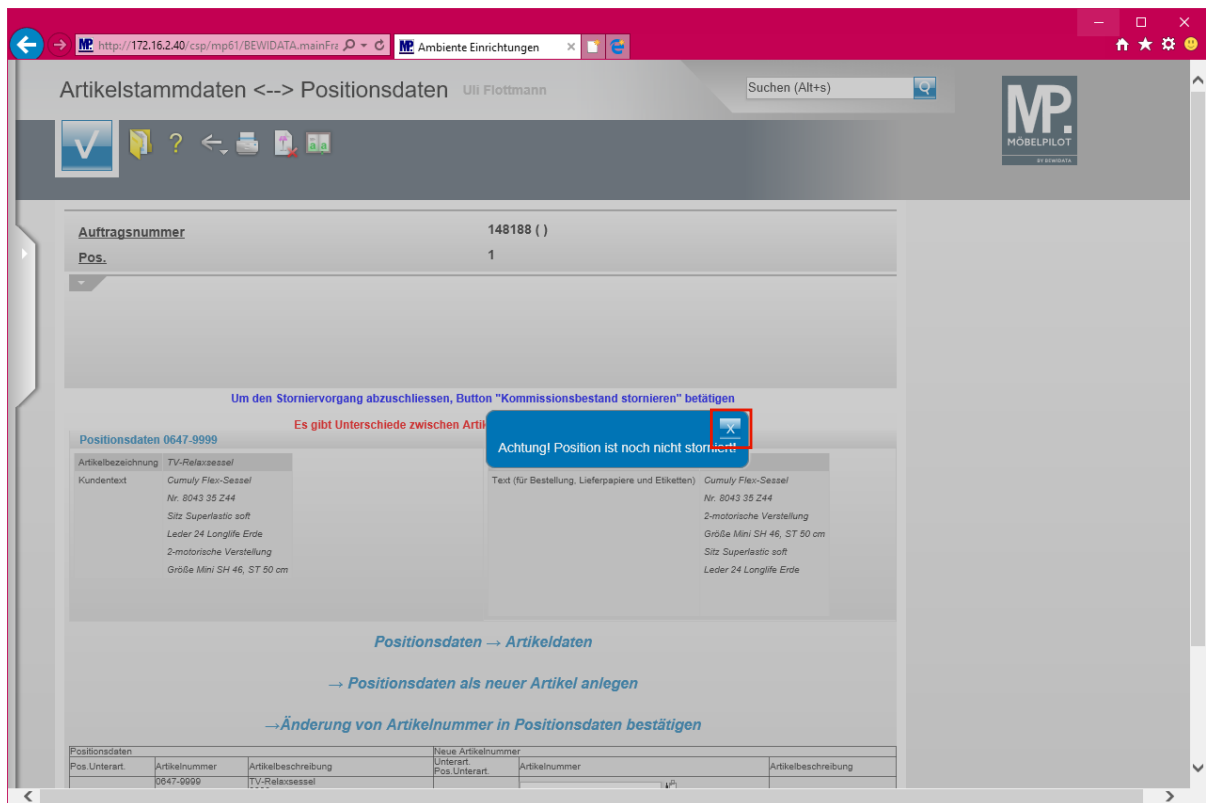 http://172.16.2.40/csp/mp61/BEWIDATA.mainFra
MP. Ambiente Einrichtungen
Artikelstammdaten <--> Positionsdaten Uli Flottmann
Suchen (Alt+s)
MP.
MÖBELPILOT
BY BEWIDATA
Auftragsnummer 148188 ( )
Pos. 1
Um den Storniervorgang abzuschliessen, Button "Kommissionsbestand stornieren" betätigen
Es gibt Unterschiede zwischen
X
Achtung! Position ist noch nicht storniert!
Positionsdaten 0647-9999
Artikelbezeichnung TV-Relaxsessel
Kundentext Cumuly Flex-Sessel
Nr. 8043 35 Z44
Sitz Superlastic soft
Leder 24 Longlife Erde
2-motorische Verstellung
Größe Mini SH 46, ST 50 cm
Text (für Bestellung, Lieferpapiere und Etiketten) Cumuly Flex-Sessel
Nr. 8043 35 Z44
2-motorische Verstellung
Größe Mini SH 46, ST 50 cm
Sitz Superlastic soft
Leder 24 Longlife Erde
Positionsdaten → Artikeldaten
→ Positionsdaten als neuer Artikel anlegen
→Änderung von Artikelnummer in Positionsdaten bestätigen
Positionsdaten Neue Artikelnummer
Pos.Unterart. Artikelnummer Artikelbeschreibung Unterart. Pos.Unterart. Artikelnummer Artikelbeschreibung
0647-9999 TV-Relaxsessel